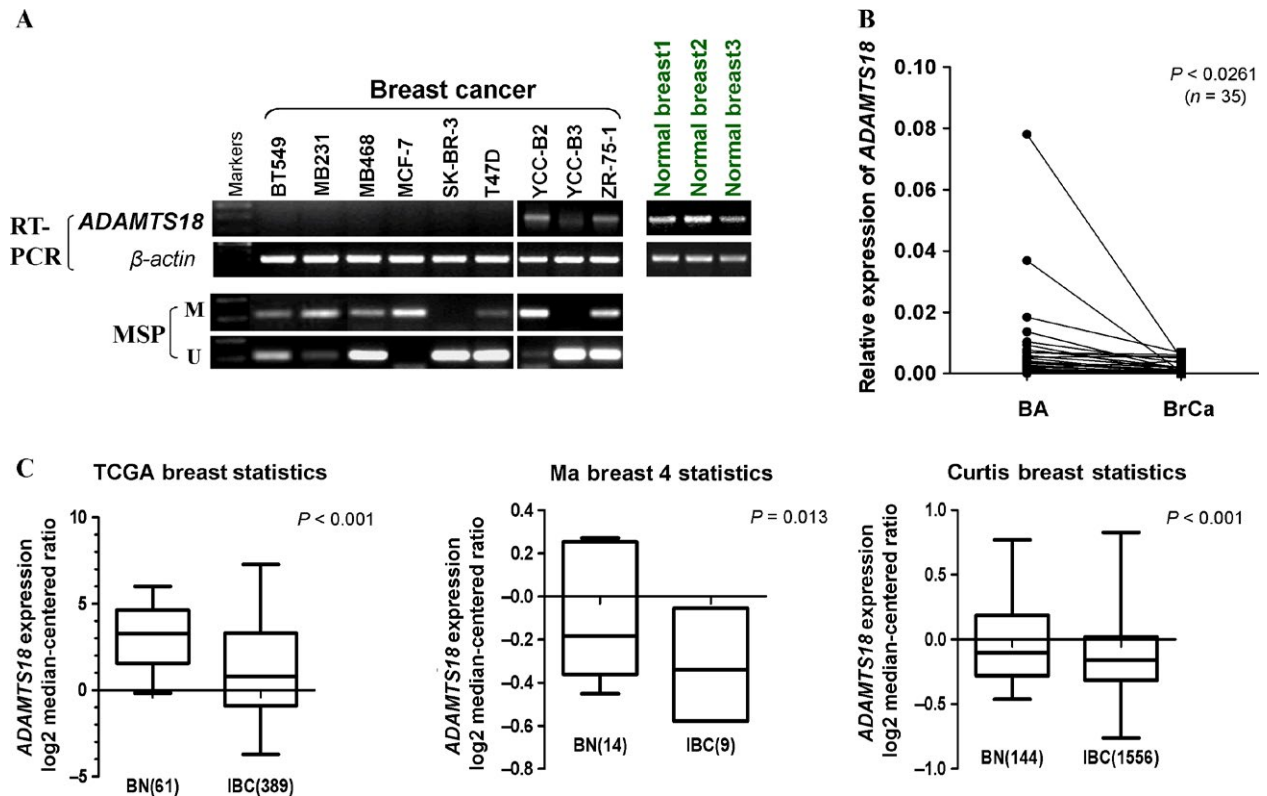 A
Breast cancer
Markers
BT549
MB231
MB468
MCF-7
SK-BR-3
T47D
YCC-B2
YCC-B3
ZR-75-1
Normal breast1
Normal breast2
Normal breast3
RT-
PCR
ADAMTS18
β-actin
MSP
M
U
B
Relative expression of ADAMTS18
P < 0.0261
(n = 35)
0.10
0.08
0.06
0.04
0.02
0.00
BA
BrCa
C
TCGA breast statistics
P < 0.001
ADAMTS18 expression
log2 median-centered ratio
10
5
0
–5
BN(61)
IBC(389)
Ma breast 4 statistics
P = 0.013
ADAMTS18 expression
log2 median-centered ratio
0.4
0.2
–0.0
–0.2
–0.4
–0.6
–0.8
BN(14)
IBC(9)
Curtis breast statistics
P < 0.001
ADAMTS18 expression
log2 median-centered ratio
1.0
0.5
0.0
–0.5
–1.0
BN(144)
IBC(1556)